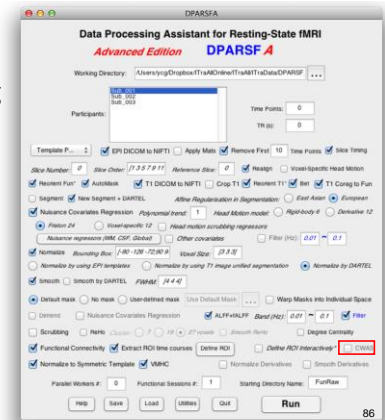 DPARSFA
Data Processing Assistant for Resting-State fMRI
Advanced Edition DPARSF A
Working Directory: /Users/ycg/Dropbox/ITraAllOnline/ITraAll/ITraData/DPARSF ...
Participants: Sub_001
Sub_002
Sub_003
Time Points: 0
TR (s): 0
Template P... EPI DICOM to NIFTI Apply Mats Remove First 10 Time Points Slice Timing
Slice Number: 0 Slice Order: [1 3 5 7 9 11 Reference Slice: 0 Realign Voxel-Specific Head Motion
Reorient Fun* AutoMask T1 DICOM to NIFTI Crop T1 Reorient T1* Bet T1 Coreg to Fun
Segment New Segment + DARTEL Affine Regularisation in Segmentation: East Asian European
Nuisance Covariates Regression Polynomial trend: 1 Head Motion model: Rigid-body 6 Derivative 12
Friston 24 Voxel-specific 12 Head motion scrubbing regressors
Nuisance regressors (WM, CSF, Global) Other covariates Filter (Hz): 0.01 ~ 0.1
Normalize Bounding Box: [-90 -126 -72;90 9 Voxel Size: [3 3 3]
Normalize by using EPI templates Normalize by using T1 image unified segmentation Normalize by DARTEL
Smooth Smooth by DARTEL FWHM: [4 4 4]
Default mask No mask User-defined mask Use Default Mask ... Warp Masks into Individual Space
Detrend Nuisance Covariates Regression ALFF+fALFF Band (Hz): 0.01 ~ 0.1 Filter
Scrubbing ReHo Cluster: 7 19 27 voxels Smooth ReHo Degree Centrality
Functional Connectivity Extract ROI time courses Define ROI Define ROI Interactively* CWAS
Normalize to Symmetric Template VMHC Normalize Derivatives Smooth Derivatives
Parallel Workers #: 0 Functional Sessions #: 1 Starting Directory Name: FunRaw
Help Save Load Utilities Quit Run
86